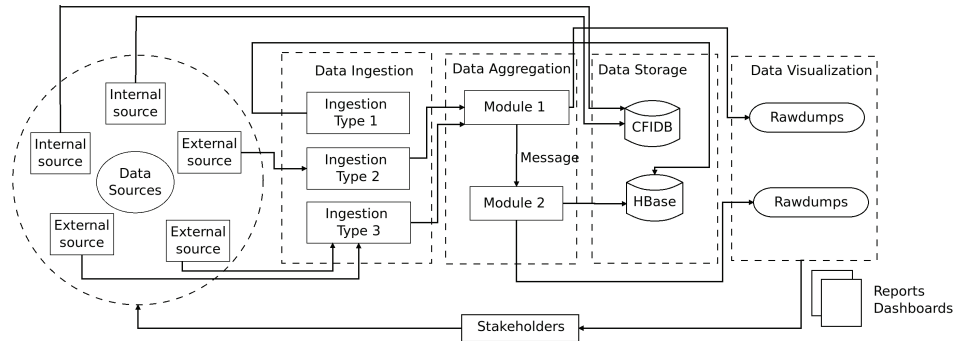 Data Ingestion
Data Aggregation
Data Storage
Data Visualization
Internal
source
Internal
source
External
source
Data
Sources
External
source
External
source
Ingestion
Type 1
Ingestion
Type 2
Ingestion
Type 3
Module 1
Message
Module 2
CFIDB
HBase
Rawdumps
Rawdumps
Stakeholders
Reports
Dashboards